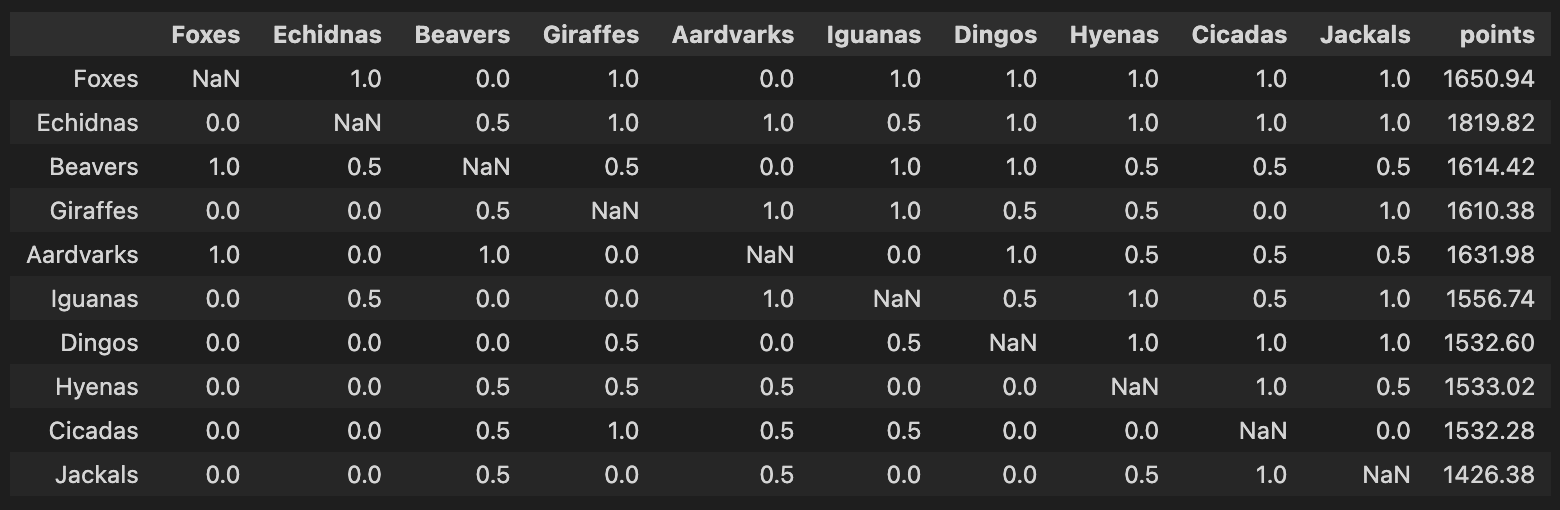 Foxes Echidnas Beavers Giraffes Aardvarks Iguanas Dingos Hyenas Cicadas Jackals points
Foxes NaN 1.0 0.0 1.0 0.0 1.0 1.0 1.0 1.0 1.0 1650.94
Echidnas 0.0 NaN 0.5 1.0 1.0 0.5 1.0 1.0 1.0 1.0 1819.82
Beavers 1.0 0.5 NaN 0.5 0.0 1.0 1.0 0.5 0.5 0.5 1614.42
Giraffes 0.0 0.0 0.5 NaN 1.0 1.0 0.5 0.5 0.0 1.0 1610.38
Aardvarks 1.0 0.0 1.0 0.0 NaN 0.0 1.0 0.5 0.5 0.5 1631.98
Iguanas 0.0 0.5 0.0 0.0 1.0 NaN 0.5 1.0 0.5 1.0 1556.74
Dingos 0.0 0.0 0.0 0.5 0.0 0.5 NaN 1.0 1.0 1.0 1532.60
Hyenas 0.0 0.0 0.5 0.5 0.5 0.0 0.0 NaN 1.0 0.5 1533.02
Cicadas 0.0 0.0 0.5 1.0 0.5 0.5 0.0 0.0 NaN 0.0 1532.28
Jackals 0.0 0.0 0.5 0.0 0.5 0.0 0.0 0.5 1.0 NaN 1426.38